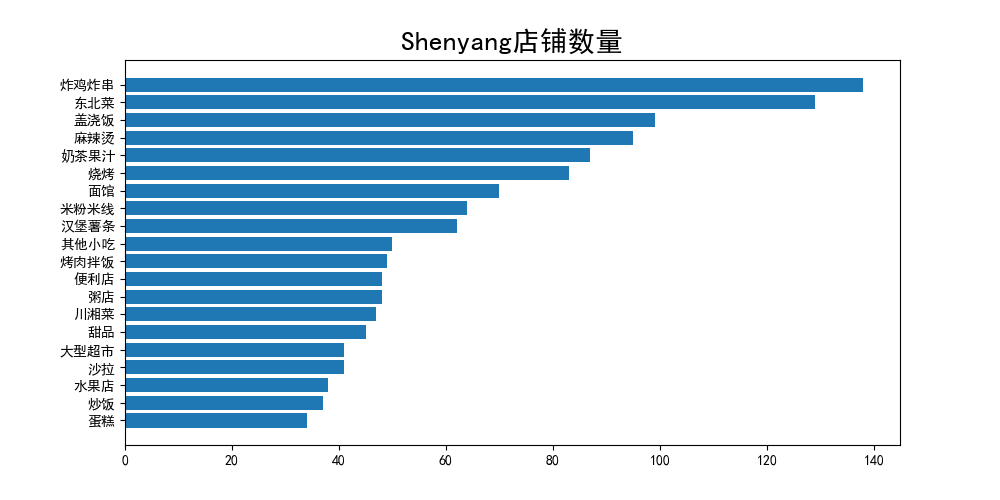 Shenyang店铺数量
炸鸡炸串
东北菜
盖浇饭
麻辣烫
奶茶果汁
烧烤
面馆
米粉米线
汉堡薯条
其他小吃
烤肉拌饭
便利店
粥店
川湘菜
甜品
大型超市
沙拉
水果店
炒饭
蛋糕
0 20 40 60 80 100 120 140